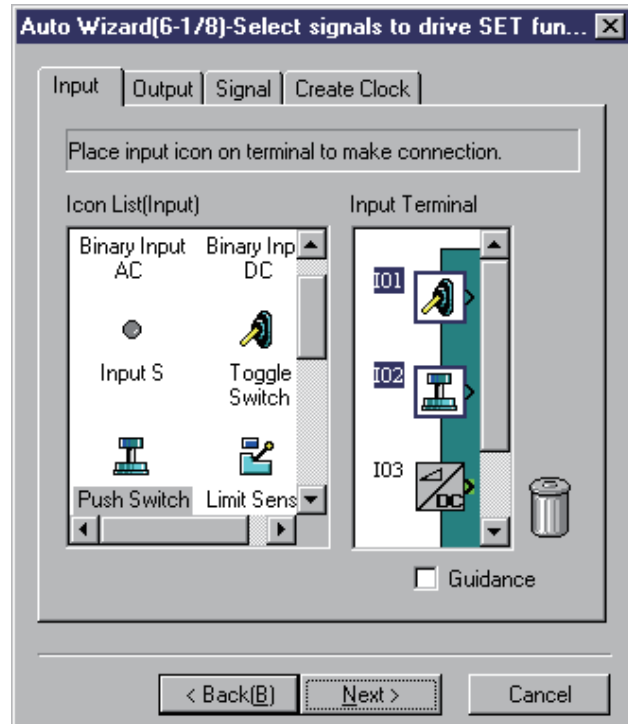 Auto Wizard(6-1/8)-Select signals to drive SET fun...
Input Output Signal Create Clock
Place input icon on terminal to make connection.
Icon List(Input)
Binary Input AC
Binary Inp DC
Input S
Toggle Switch
Push Switch
Limit Sens
Input Terminal
I01
I02
I03
DC
Guidance
< Back(B)
Next >
Cancel